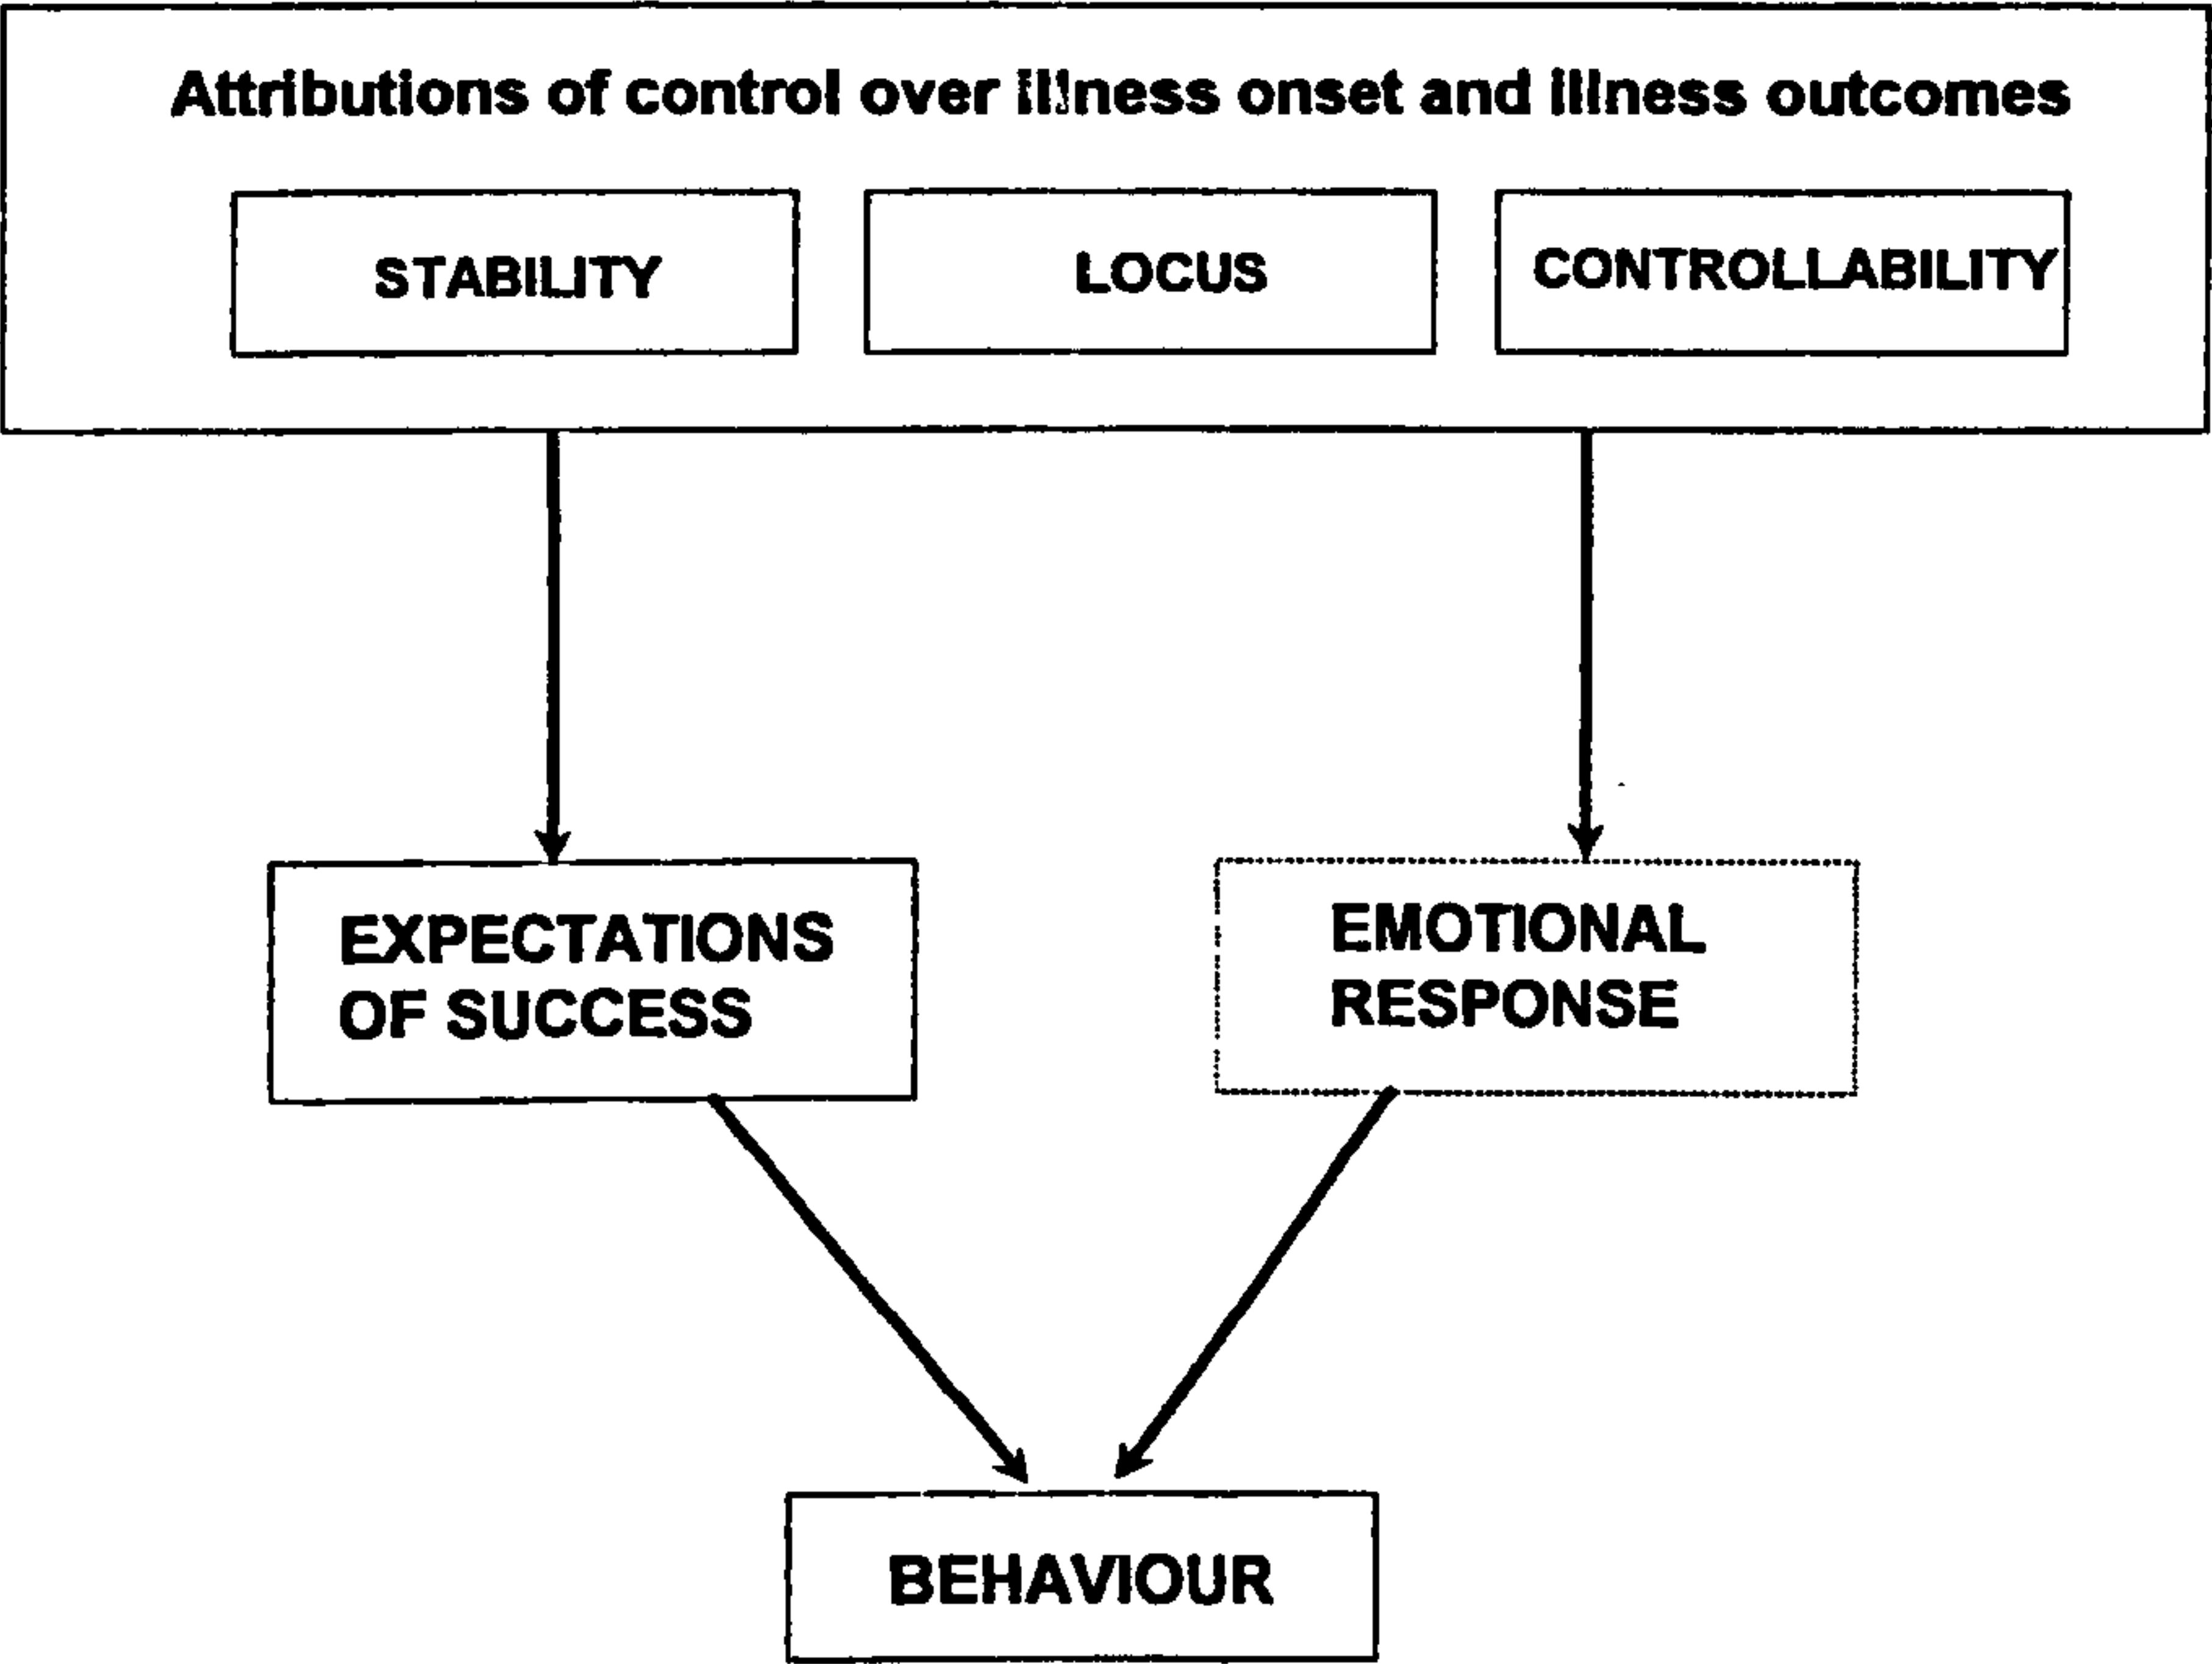 Attributions of control over illness onset and illness outcomes
STABILITY
LOCUS
CONTROLLABILITY
EXPECTATIONS
OF SUCCESS
EMOTIONAL
RESPONSE
BEHAVIOUR